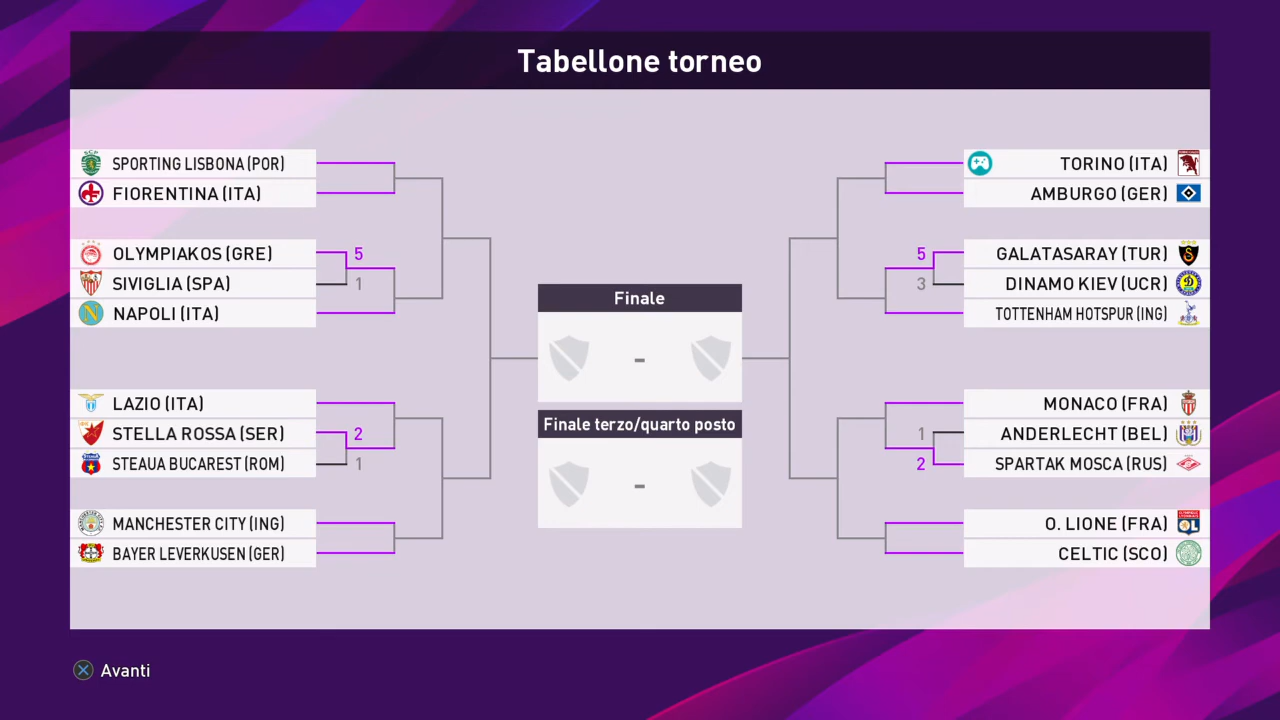 Tabellone torneo
SPORTING LISBONA (POR)
FIORENTINA (ITA)
OLYMPIAKOS (GRE) 5
SIVIGLIA (SPA) 1
NAPOLI (ITA)
LAZIO (ITA)
STELLA ROSSA (SER) 2
STEAUA BUCAREST (ROM) 1
MANCHESTER CITY (ING)
BAYER LEVERKUSEN (GER)
Finale
-
Finale terzo/quarto posto
-
TORINO (ITA)
AMBURGO (GER)
5 GALATASARAY (TUR)
3 DINAMO KIEV (UCR)
TOTTENHAM HOTSPUR (ING)
MONACO (FRA)
1 ANDERLECHT (BEL)
2 SPARTAK MOSCA (RUS)
O. LIONE (FRA)
CELTIC (SCO)
Avanti